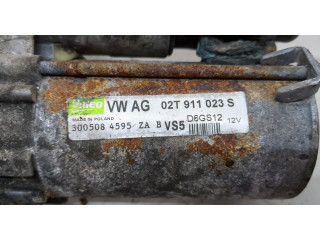 Valeo VW AG 02T 911 023 S
MADE IN POLAND D6GS12 12V
300508 4595 ZA B VS5